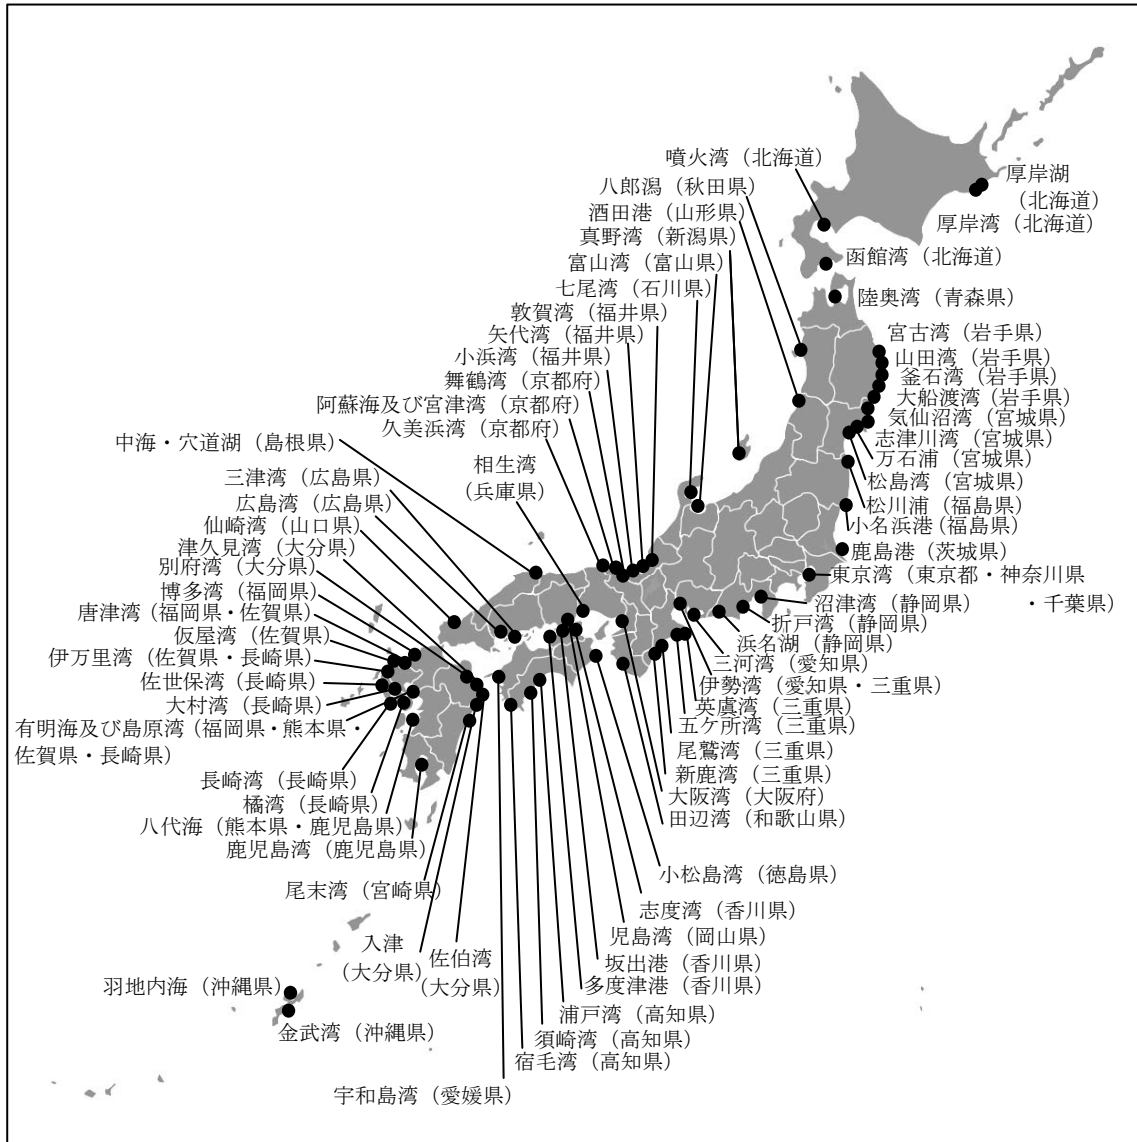 噴火湾（北海道）
八郎潟（秋田県）
酒田港（山形県）
真野湾（新潟県）
富山湾（富山県）
七尾湾（石川県）
敦賀湾（福井県）
矢代湾（福井県）
小浜湾（福井県）
舞鶴湾（京都府）
阿蘇海及び宮津湾（京都府）
久美浜湾（京都府）
中海・宍道湖（島根県）
相生湾
（兵庫県）
三津湾（広島県）
広島湾（広島県）
仙崎湾（山口県）
津久見湾（大分県）
別府湾（大分県）
博多湾（福岡県）
唐津湾（福岡県・佐賀県）
仮屋湾（佐賀県）
伊万里湾（佐賀県・長崎県）
佐世保湾（長崎県）
大村湾（長崎県）
有明海及び島原湾（福岡県・熊本県・
佐賀県・長崎県）
長崎湾（長崎県）
橘湾（長崎県）
八代海（熊本県・鹿児島県）
鹿児島湾（鹿児島県）
尾末湾（宮崎県）
入津
（大分県）
佐伯湾
（大分県）
羽地内海（沖縄県）
金武湾（沖縄県）
厚岸湖
（北海道）
厚岸湾（北海道）
函館湾（北海道）
陸奥湾（青森県）
宮古湾（岩手県）
山田湾（岩手県）
釜石湾（岩手県）
大船渡湾（岩手県）
気仙沼湾（宮城県）
志津川湾（宮城県）
万石浦（宮城県）
松島湾（宮城県）
松川浦（福島県）
小名浜港（福島県）
鹿島港（茨城県）
東京湾（東京都・神奈川県
・千葉県）
沼津湾（静岡県）
折戸湾（静岡県）
浜名湖（静岡県）
三河湾（愛知県）
伊勢湾（愛知県・三重県）
英虞湾（三重県）
五ケ所湾（三重県）
尾鷲湾（三重県）
新鹿湾（三重県）
大阪湾（大阪府）
田辺湾（和歌山県）
小松島湾（徳島県）
志度湾（香川県）
児島湾（岡山県）
坂出港（香川県）
多度津港（香川県）
浦戸湾（高知県）
須崎湾（高知県）
宿毛湾（高知県）
宇和島湾（愛媛県）